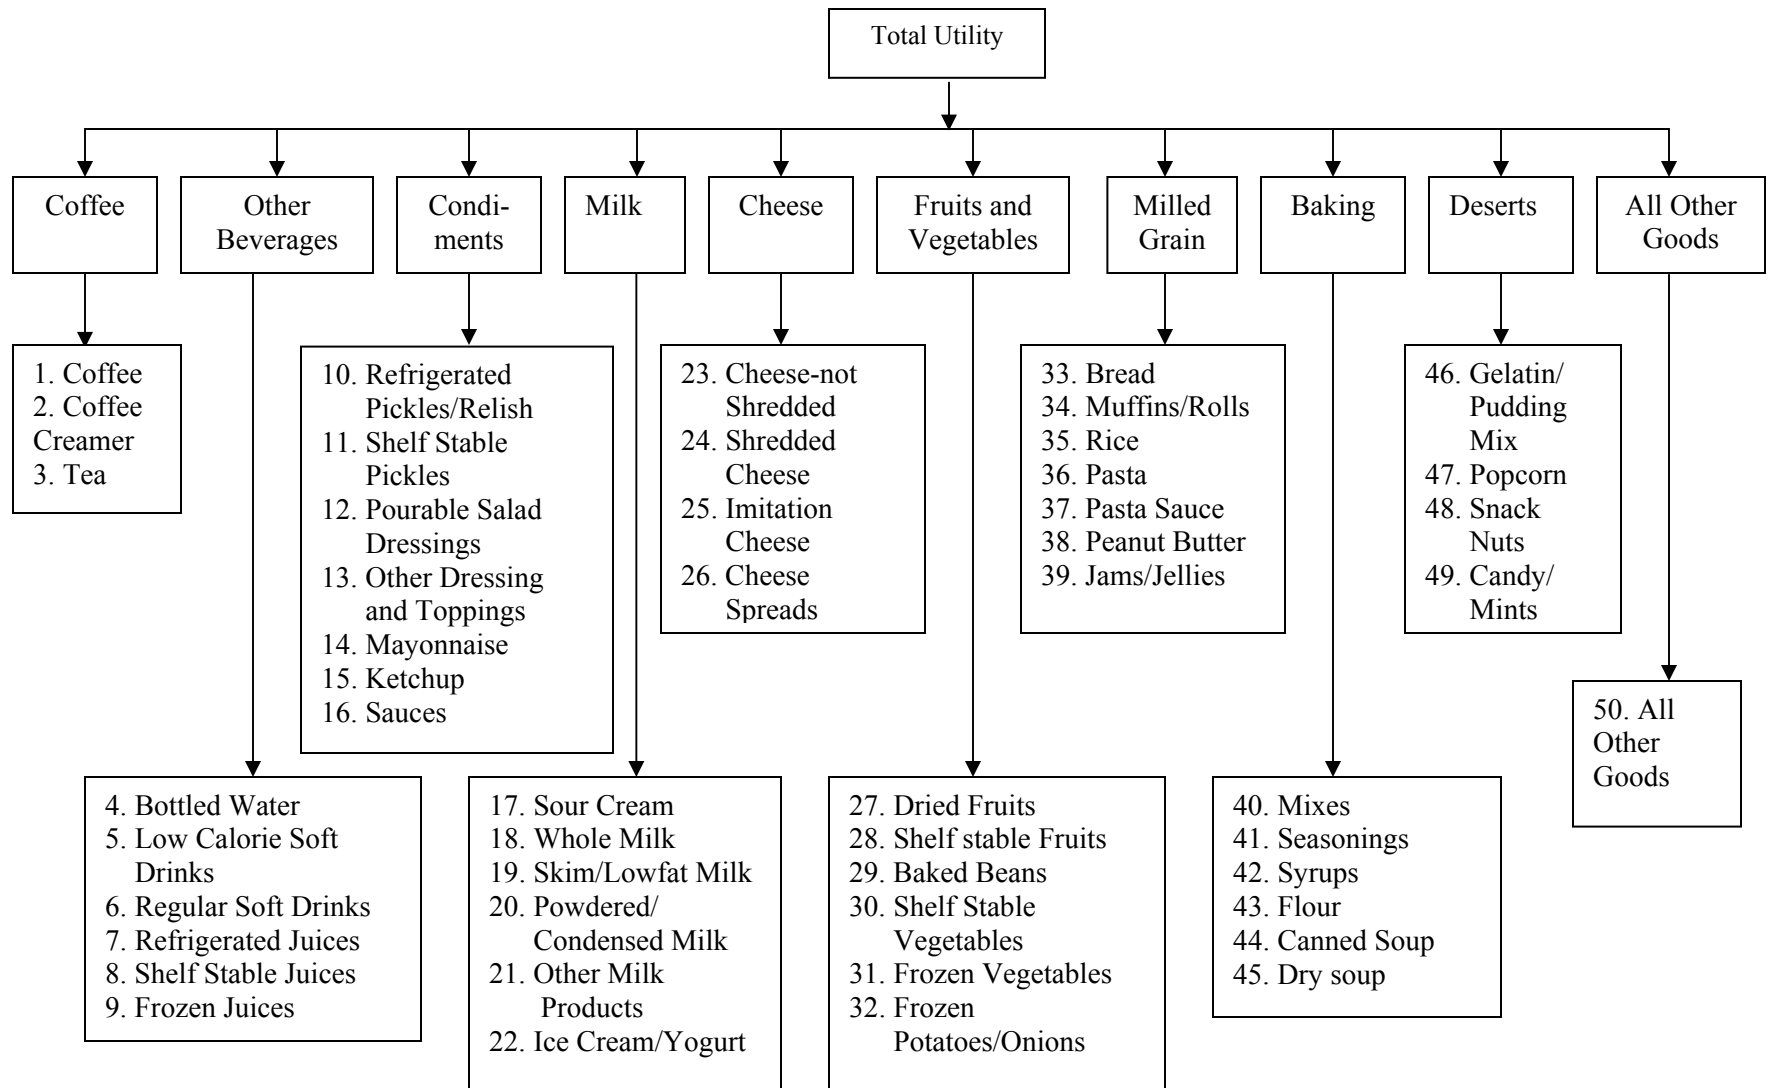 Total Utility
Coffee
Other
Beverages
Condi-
ments
Milk
Cheese
Fruits and
Vegetables
Milled
Grain
Baking
Deserts
All Other
Goods
1. Coffee
2. Coffee
Creamer
3. Tea
10. Refrigerated
Pickles/Relish
11. Shelf Stable
Pickles
12. Pourable Salad
Dressings
13. Other Dressing
and Toppings
14. Mayonnaise
15. Ketchup
16. Sauces
23. Cheese-not
Shredded
24. Shredded
Cheese
25. Imitation
Cheese
26. Cheese
Spreads
33. Bread
34. Muffins/Rolls
35. Rice
36. Pasta
37. Pasta Sauce
38. Peanut Butter
39. Jams/Jellies
46. Gelatin/
Pudding
Mix
47. Popcorn
48. Snack
Nuts
49. Candy/
Mints
50. All
Other
Goods
4. Bottled Water
5. Low Calorie Soft
Drinks
6. Regular Soft Drinks
7. Refrigerated Juices
8. Shelf Stable Juices
9. Frozen Juices
17. Sour Cream
18. Whole Milk
19. Skim/Lowfat Milk
20. Powdered/
Condensed Milk
21. Other Milk
Products
22. Ice Cream/Yogurt
27. Dried Fruits
28. Shelf stable Fruits
29. Baked Beans
30. Shelf Stable
Vegetables
31. Frozen Vegetables
32. Frozen
Potatoes/Onions
40. Mixes
41. Seasonings
42. Syrups
43. Flour
44. Canned Soup
45. Dry soup